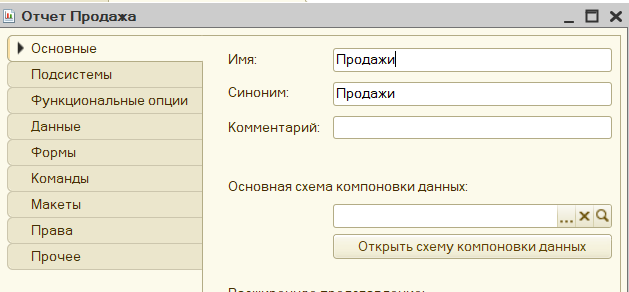 Отчет Продажа
Основные
Подсистемы
Функциональные опции
Данные
Формы
Команды
Макеты
Права
Прочее
Имя: Продажи
Синоним: Продажи
Комментарий:
Основная схема компоновки данных:
...
Открыть схему компоновки данных